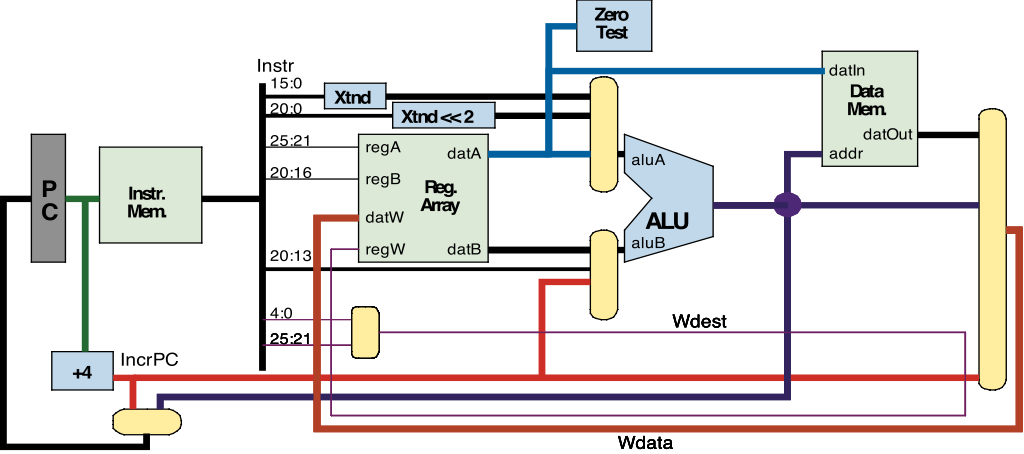 Zero
Test
Instr
15:0
Xtnd
20:0
Xtnd << 2
25:21
regA
datA
20:16
regB
Reg.
Array
datW
regW
datB
20:13
4:0
25:21
P
C
Instr.
Mem.
+4
IncrPC
aluA
ALU
aluB
datIn
Data
Mem.
datOut
addr
Wdest
Wdata